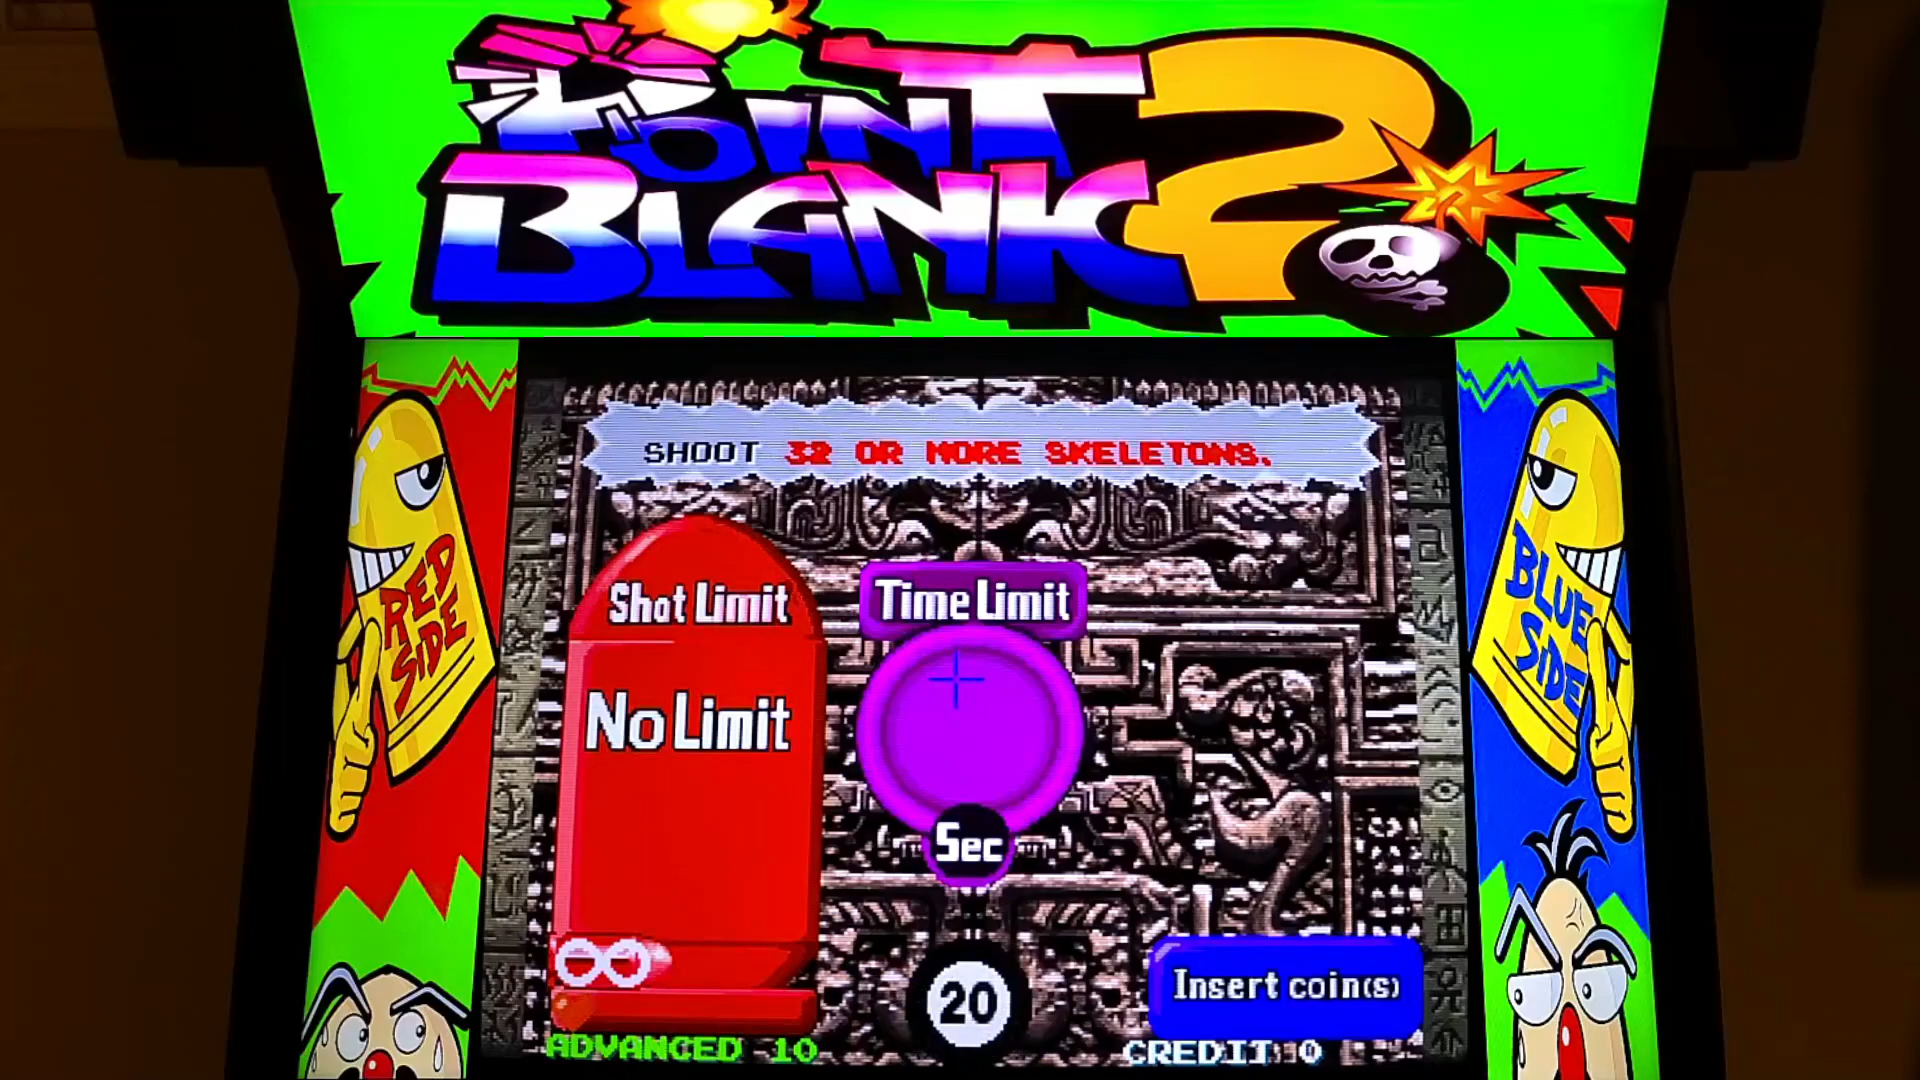 POINT
BLANK 2
SHOOT 32 OR MORE SKELETONS.
RED
SIDE
BLUE
SIDE
Shot Limit
Time Limit
No Limit
Sec
20
Insert coin(s)
ADVANCED 10
CREDIT 0